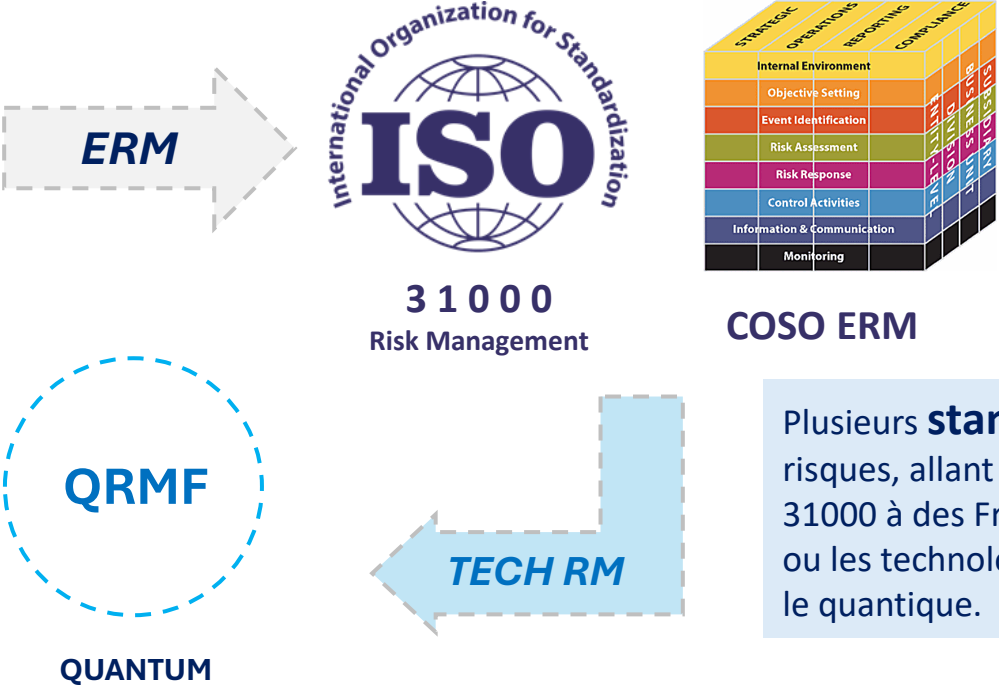 ERM
International Organization for Standardization
ISO
31000
Risk Management
STRATEGIC
OPERATIONS
REPORTING
COMPLIANCE
Internal Environment
Objective Setting
Event Identification
Risk Assessment
Risk Response
Control Activities
Information & Communication
Monitoring
ENTITY-LEVEL
DIVISION
BUSINESS UNIT
SUBSIDIARY
COSO ERM
QRMF
QUANTUM
TECH RM
Plusieurs
risques, allant
31000 à des
ou les
le quantique.